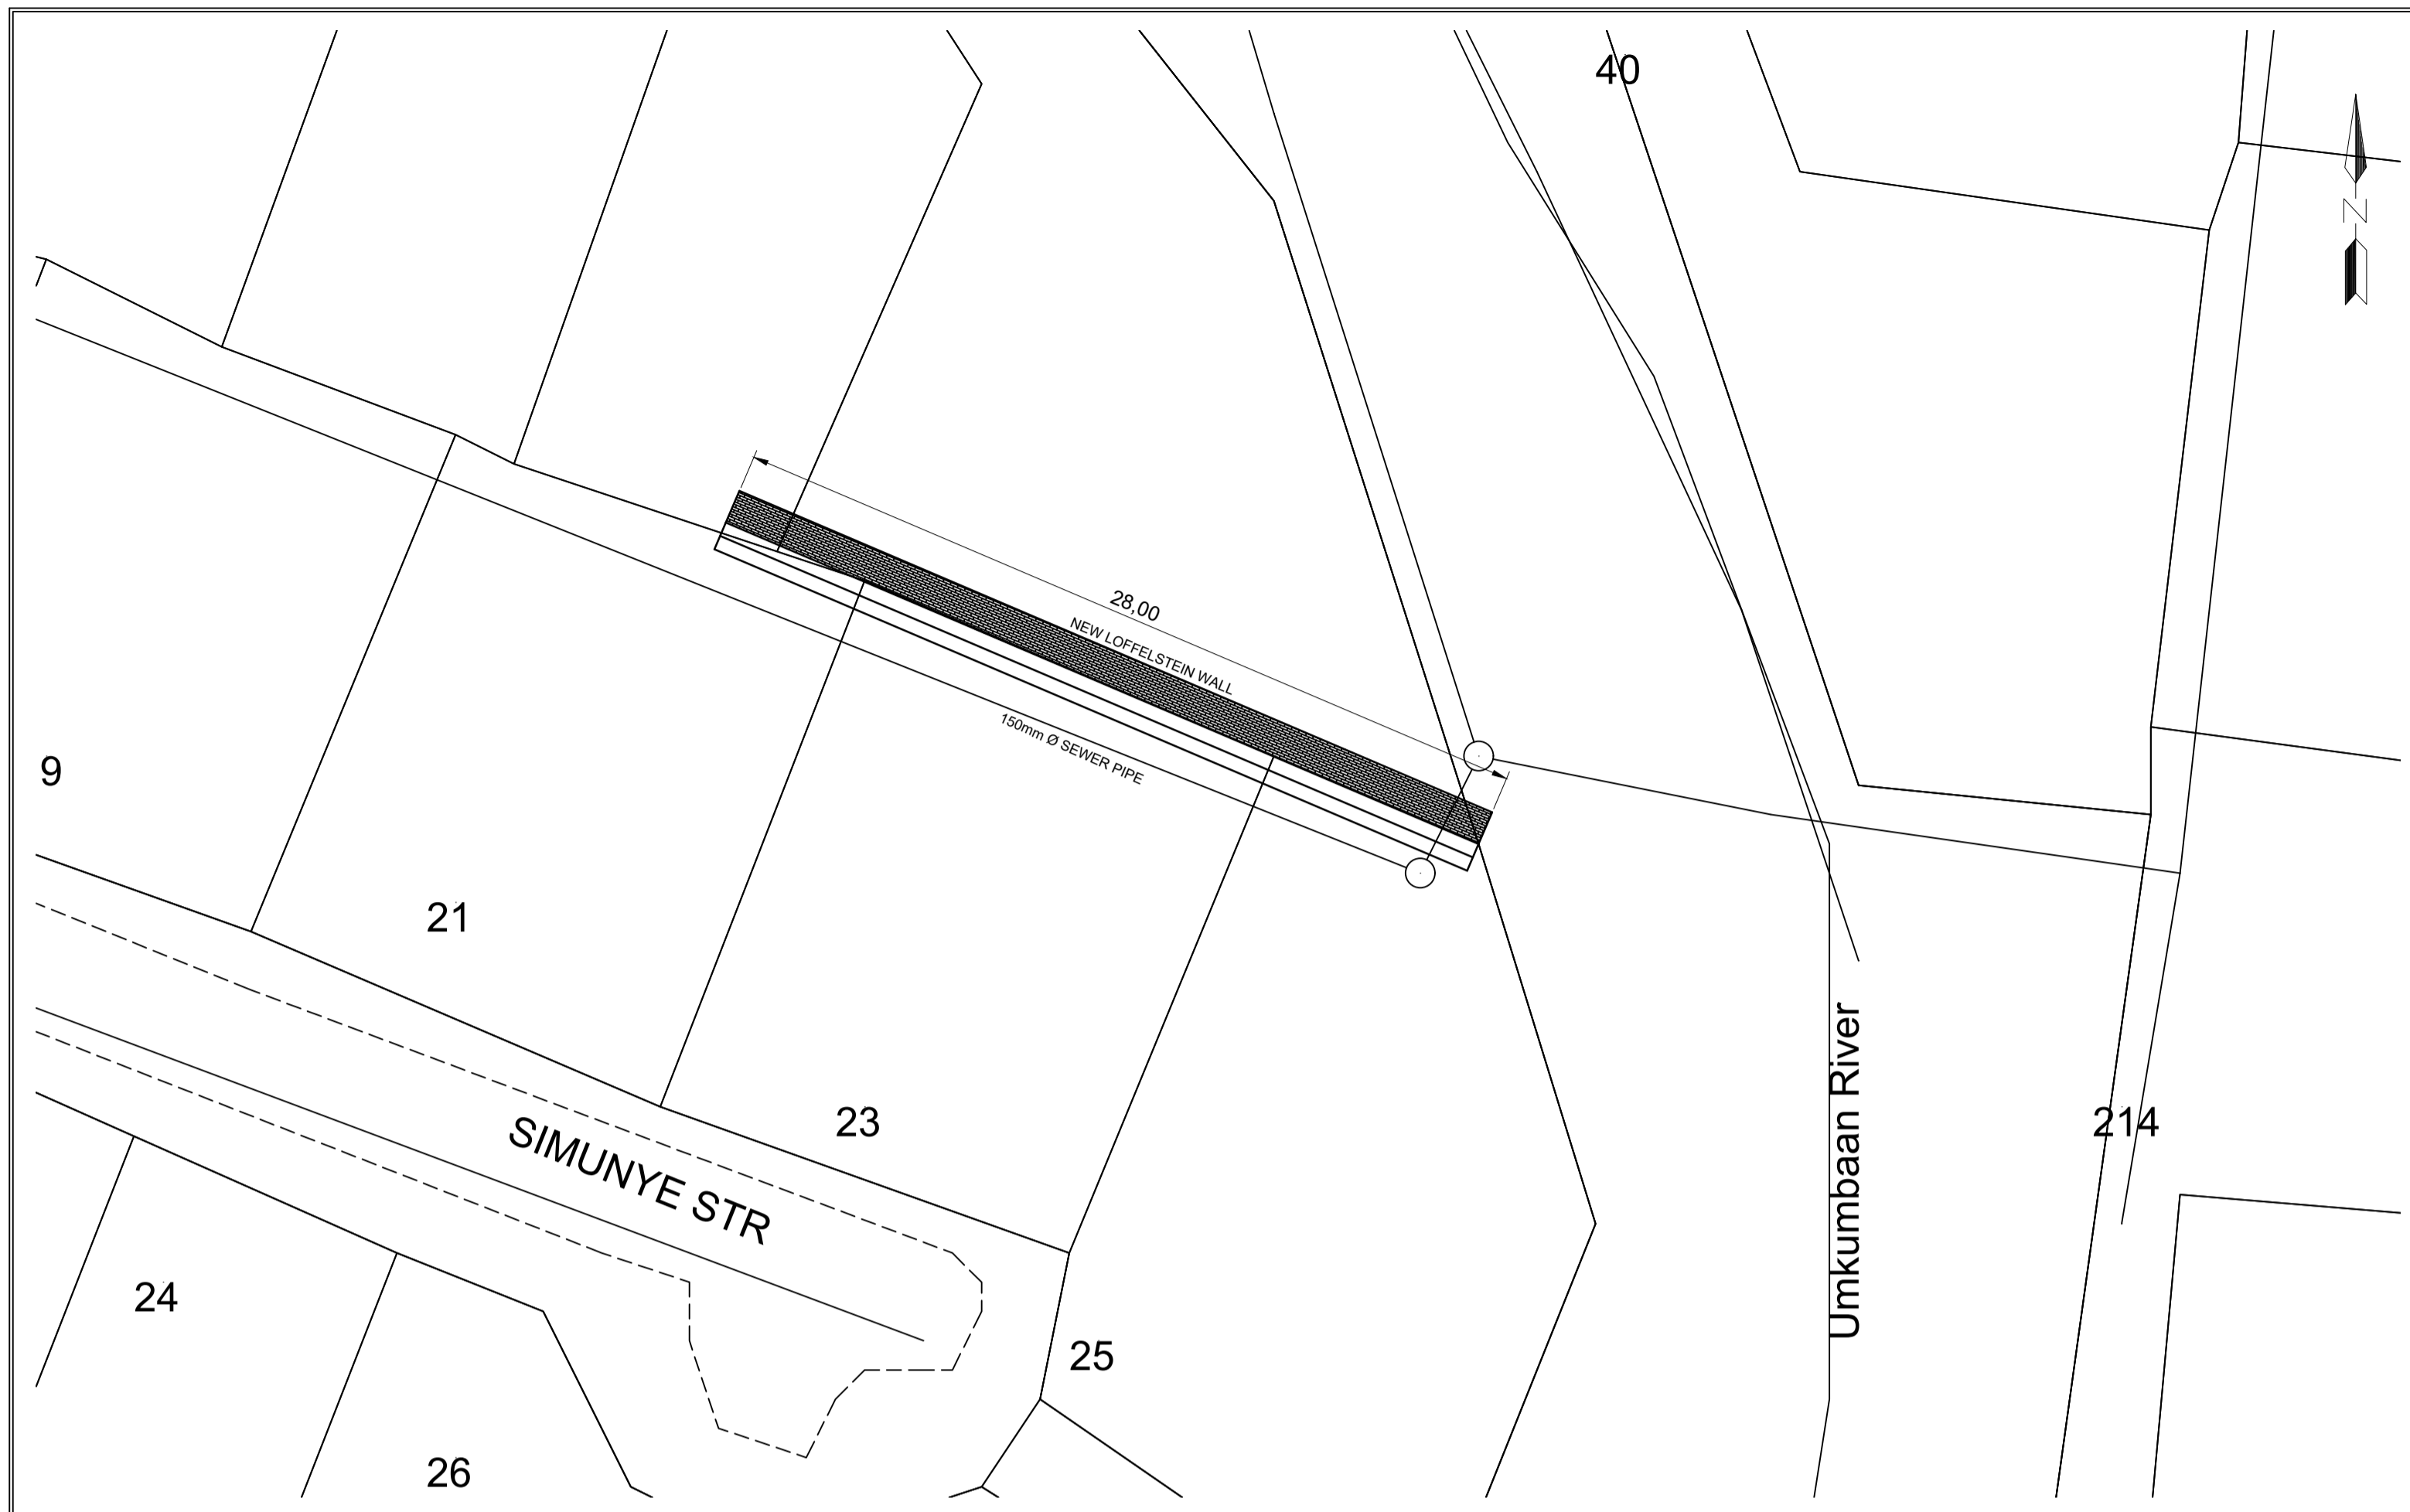 40
N
28,00
NEW LOFFELSTEIN WALL
150mm Ø SEWER PIPE
9
21
23
SIMUNYE STR
Umkumbaan River
214
24
25
26